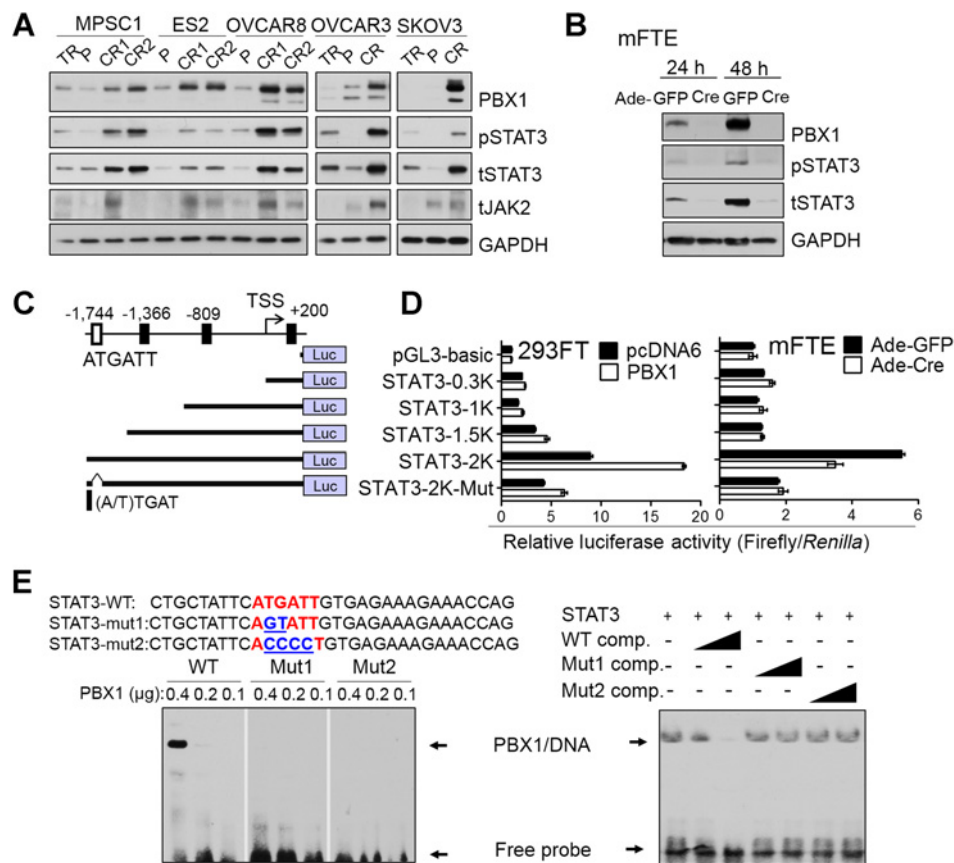 A
MPSC1 ES2 OVCAR8 OVCAR3 SKOV3
TR P CR1 CR2 P CR1 CR2 P CR1 CR2 TR P CR TR P CR
PBX1
pSTAT3
tSTAT3
tJAK2
GAPDH
B
mFTE
24 h 48 h
Ade-GFP Cre GFP Cre
PBX1
pSTAT3
tSTAT3
GAPDH
C
-1,744 -1,366 -809 TSS +200
ATGATT
Luc
Luc
Luc
Luc
Luc
Luc
(A/T)TGAT
D
293FT
pcDNA6
PBX1
mFTE
Ade-GFP
Ade-Cre
pGL3-basic
STAT3-0.3K
STAT3-1K
STAT3-1.5K
STAT3-2K
STAT3-2K-Mut
0 5 10 15 20
0 2 4 6
Relative luciferase activity (Firefly/Renilla)
E
STAT3-WT: CTGCTATTCATGATTGTGAGAAAGAAACCAG
STAT3-mut1:CTGCTATTCAGTATTGTGAGAAAGAAACCAG
STAT3-mut2:CTGCTATTCACCCCTGTGAGAAAGAAACCAG
WT Mut1 Mut2
PBX1 (µg): 0.4 0.2 0.1 0.4 0.2 0.1 0.4 0.2 0.1
STAT3 + + + + + + +
WT comp. - - - - -
Mut1 comp. - - - - -
Mut2 comp. - - - - -
PBX1/DNA
Free probe